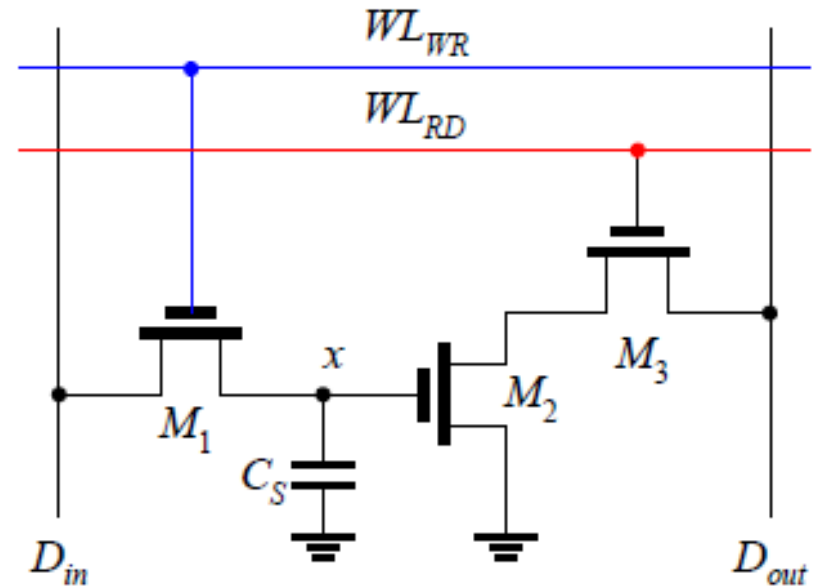 WL_WR
WL_RD
x
M_1
M_2
M_3
C_S
D_in
D_out